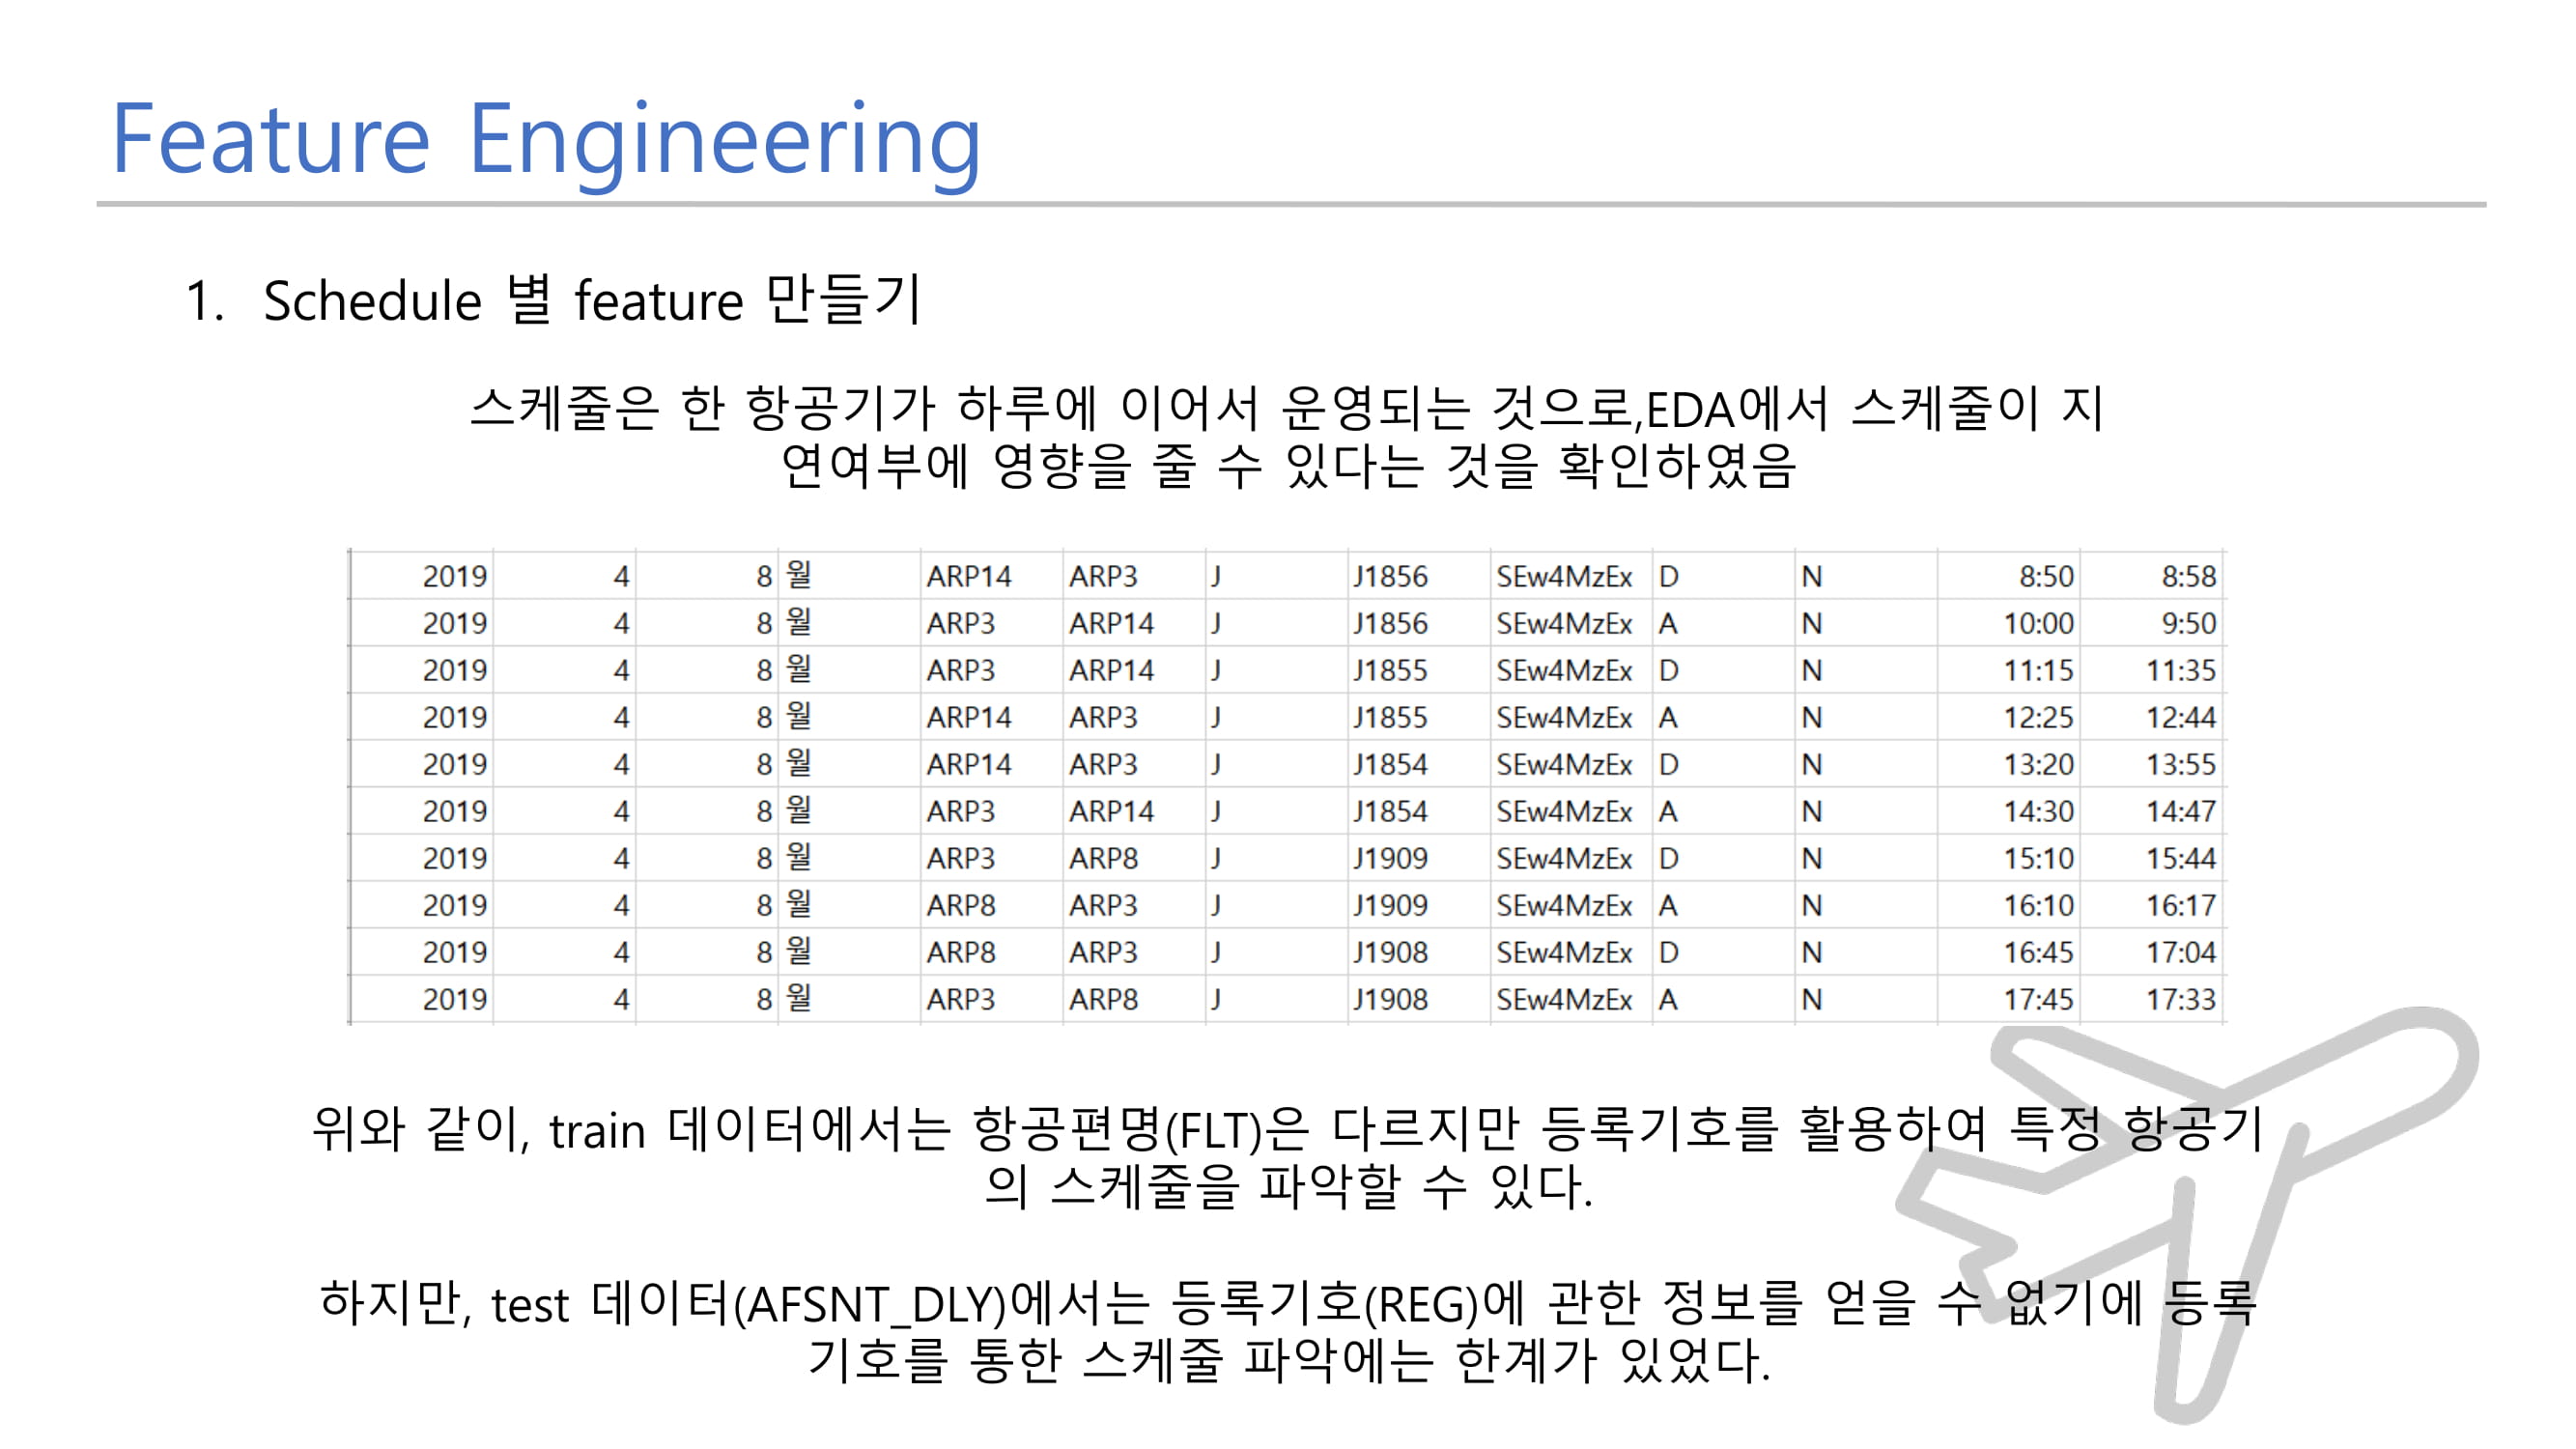 Feature Engineering
1. Schedule 별 feature 만들기
스케줄은 한 항공기가 하루에 이어서 운영되는 것으로,EDA에서 스케줄이 지
연여부에 영향을 줄 수 있다는 것을 확인하였음
2019 4 8 월 ARP14 ARP3 J J1856 SEw4MzEx D N 8:50 8:58
2019 4 8 월 ARP3 ARP14 J J1856 SEw4MzEx A N 10:00 9:50
2019 4 8 월 ARP3 ARP14 J J1855 SEw4MzEx D N 11:15 11:35
2019 4 8 월 ARP14 ARP3 J J1855 SEw4MzEx A N 12:25 12:44
2019 4 8 월 ARP14 ARP3 J J1854 SEw4MzEx D N 13:20 13:55
2019 4 8 월 ARP3 ARP14 J J1854 SEw4MzEx A N 14:30 14:47
2019 4 8 월 ARP3 ARP8 J J1909 SEw4MzEx D N 15:10 15:44
2019 4 8 월 ARP8 ARP3 J J1909 SEw4MzEx A N 16:10 16:17
2019 4 8 월 ARP8 ARP3 J J1908 SEw4MzEx D N 16:45 17:04
2019 4 8 월 ARP3 ARP8 J J1908 SEw4MzEx A N 17:45 17:33
위와 같이, train 데이터에서는 항공편명(FLT)은 다르지만 등록기호를 활용하여 특정 항공기
의 스케줄을 파악할 수 있다.
하지만, test 데이터(AFSNT_DLY)에서는 등록기호(REG)에 관한 정보를 얻을 수 없기에 등록
기호를 통한 스케줄 파악에는 한계가 있었다.